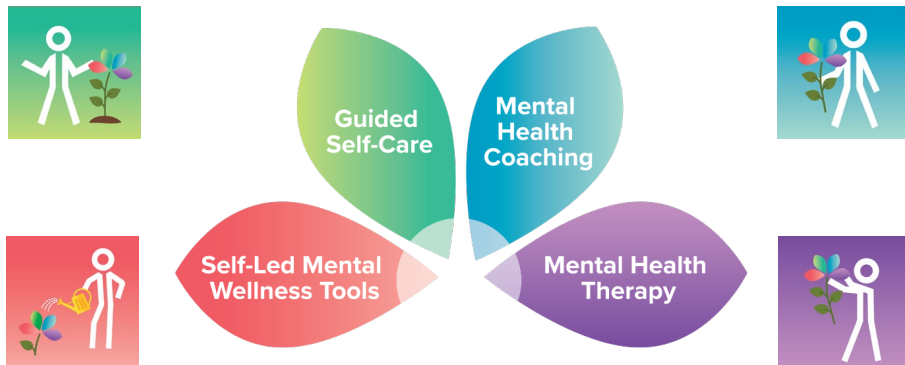 Guided
Self-Care
Mental
Health
Coaching
Self-Led Mental
Wellness Tools
Mental Health
Therapy